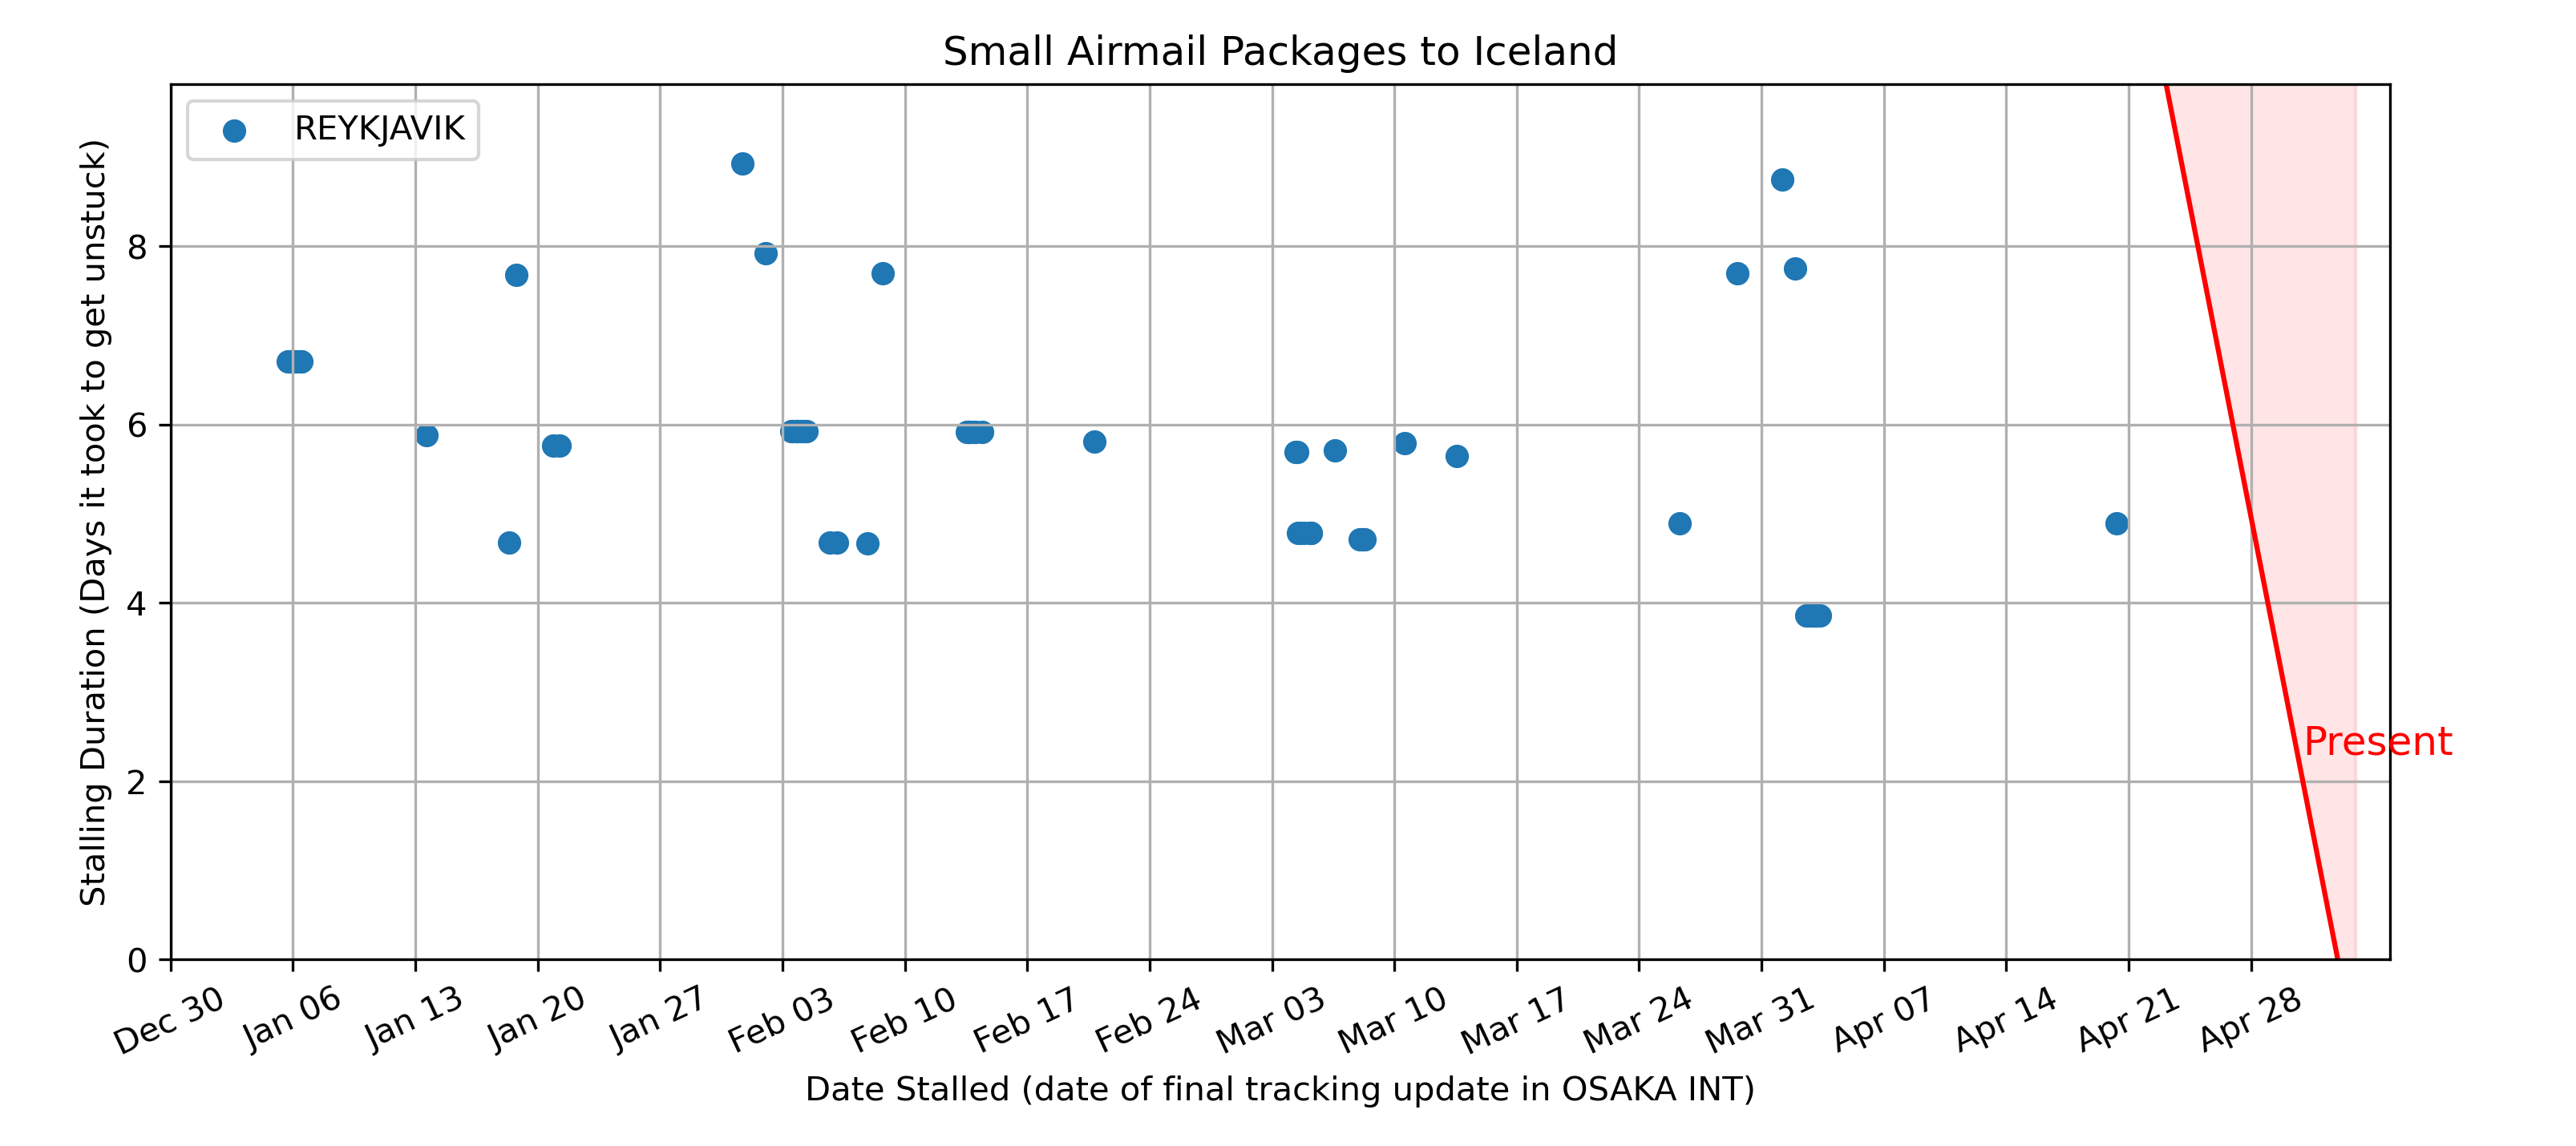 Small Airmail Packages to Iceland
REYKJAVIK
Stalling Duration (Days it took to get unstuck)
8
6
4
2
0
Present
Dec 30
Jan 06
Jan 13
Jan 20
Jan 27
Feb 03
Feb 10
Feb 17
Feb 24
Mar 03
Mar 10
Mar 17
Mar 24
Mar 31
Apr 07
Apr 14
Apr 21
Apr 28
Date Stalled (date of final tracking update in OSAKA INT)